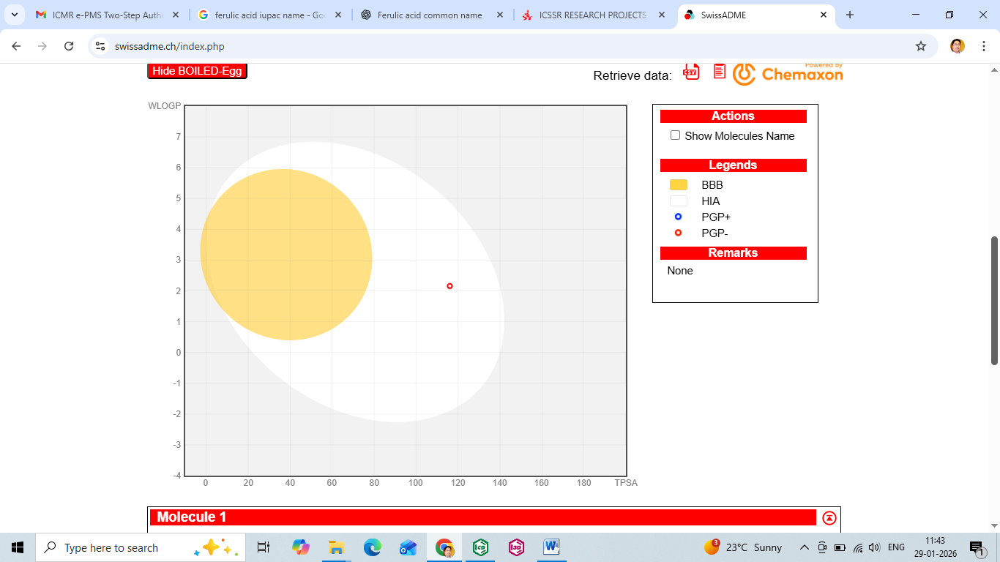 ICMR e-PMS Two-Step Auth
ferulic acid iupac name - Goo
Ferulic acid common name
ICSSR RESEARCH PROJECTS
SwissADME
swissadme.ch/index.php
Hide BOILED-Egg
Retrieve data:
CSV
Powered by
Chemaxon
WLOGP
7
6
5
4
3
2
1
0
-1
-2
-3
-4
0 20 40 60 80 100 120 140 160 180 TPSA
Actions
Show Molecules Name
Legends
BBB
HIA
PGP+
PGP-
Remarks
None
Molecule 1
Type here to search
3
23°C Sunny
ENG
11:43
29-01-2026
1